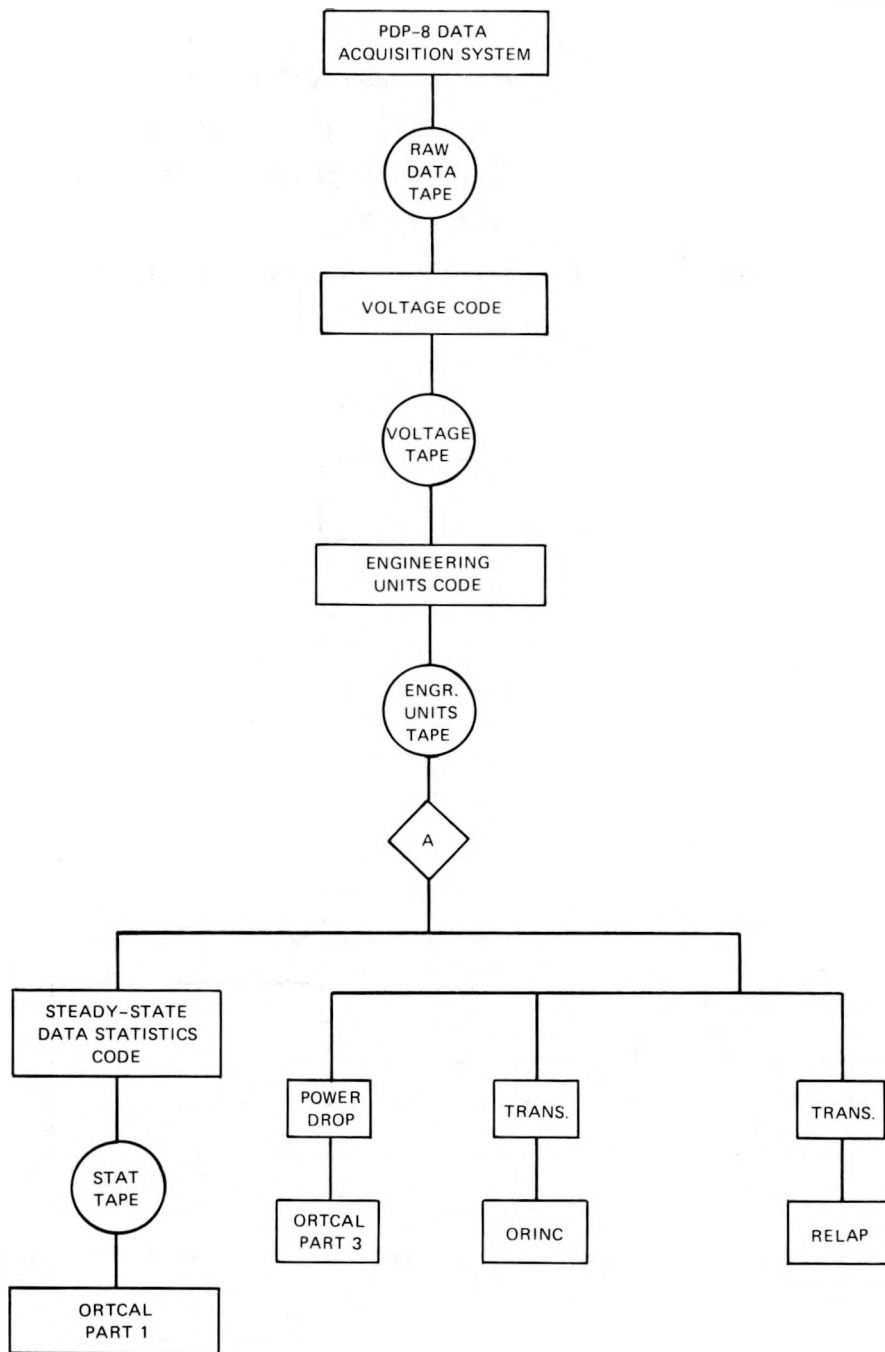 PDP-8 DATA
ACQUISITION SYSTEM
RAW
DATA
TAPE
VOLTAGE CODE
VOLTAGE
TAPE
ENGINEERING
UNITS CODE
ENGR.
UNITS
TAPE
A
STEADY-STATE
DATA STATISTICS
CODE
POWER
DROP
TRANS.
TRANS.
STAT
TAPE
ORTCAL
PART 3
ORINC
RELAP
ORTCAL
PART 1